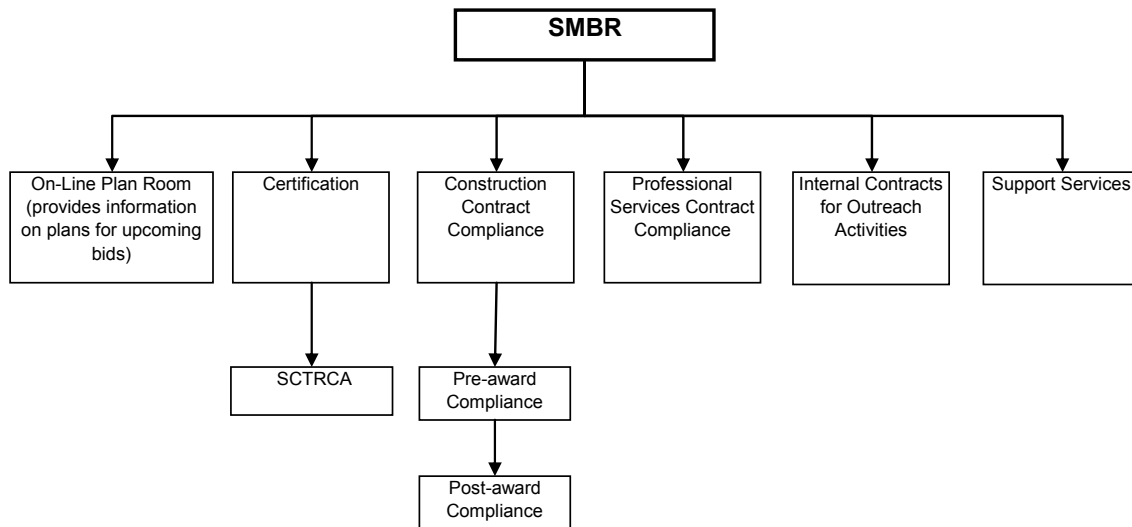 SMBR
On-Line Plan Room
(provides information
on plans for upcoming
bids)
Certification
Construction
Contract
Compliance
Professional
Services Contract
Compliance
Internal Contracts
for Outreach
Activities
Support Services
SCTRCA
Pre-award
Compliance
Post-award
Compliance